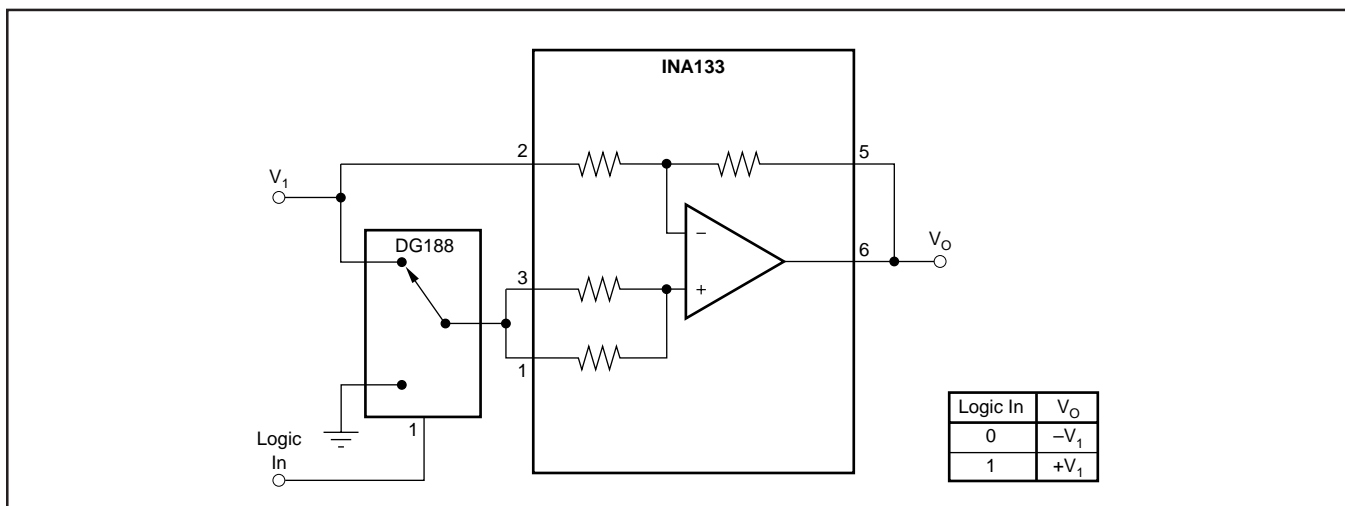 INA133
2
5
V1
DG188
3
6
VO
1
1
Logic
In
Logic In VO
0 –V1
1 +V1
– 
+